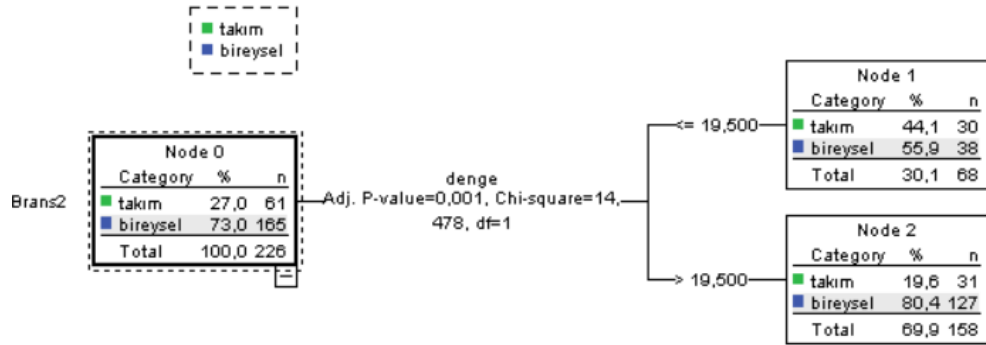 takım
bireysel
Brans2
Node 0
Category % n
takım 27,0 61
bireysel 73,0 165
Total 100,0 226
denge
Adj. P-value=0,001, Chi-square=14,
478, df=1
<= 19,500
Node 1
Category % n
takım 44,1 30
bireysel 55,9 38
Total 30,1 68
> 19,500
Node 2
Category % n
takım 19,6 31
bireysel 80,4 127
Total 69,9 158